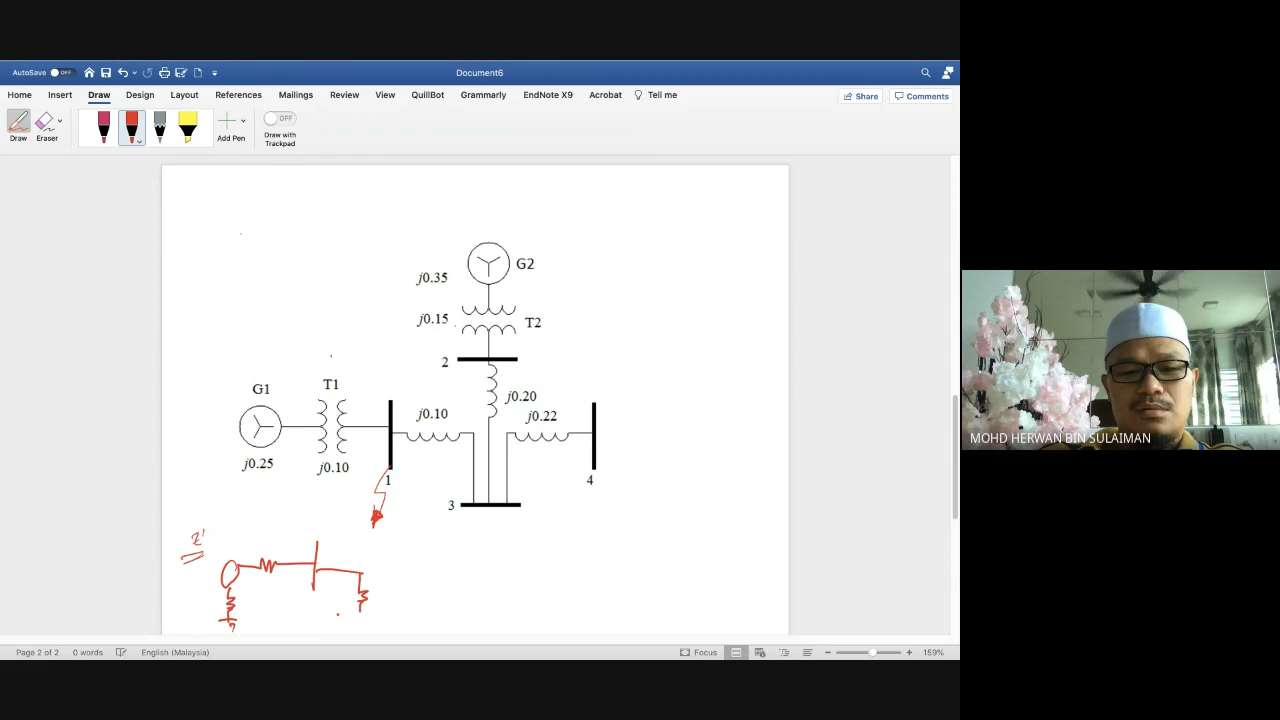 AutoSave OFF
Document6
Home Insert Draw Design Layout References Mailings Review View QuillBot Grammarly EndNote X9 Acrobat Tell me
Share Comments
Draw Eraser Add Pen
OFF
Draw with
Trackpad
G2
j0.35
j0.15
T2
2
G1
T1
j0.20
j0.10
j0.22
j0.25
j0.10
1
4
3
MOHD HERWAN BIN SULAIMAN
Page 2 of 2 0 words English (Malaysia) Focus 159%